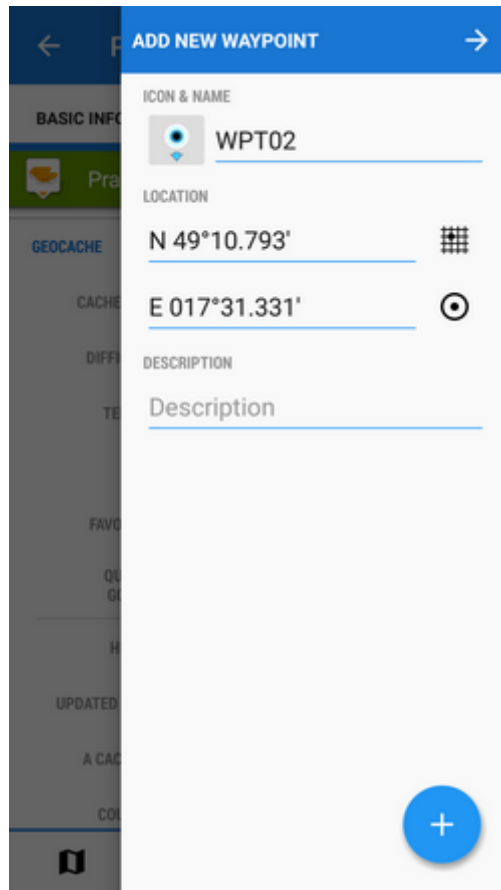 ADD NEW WAYPOINT
BASIC INFO
ICON & NAME
WPT02
LOCATION
GEOCACHE
N 49°10.793'
E 017°31.331'
DESCRIPTION
Description
UPDATED